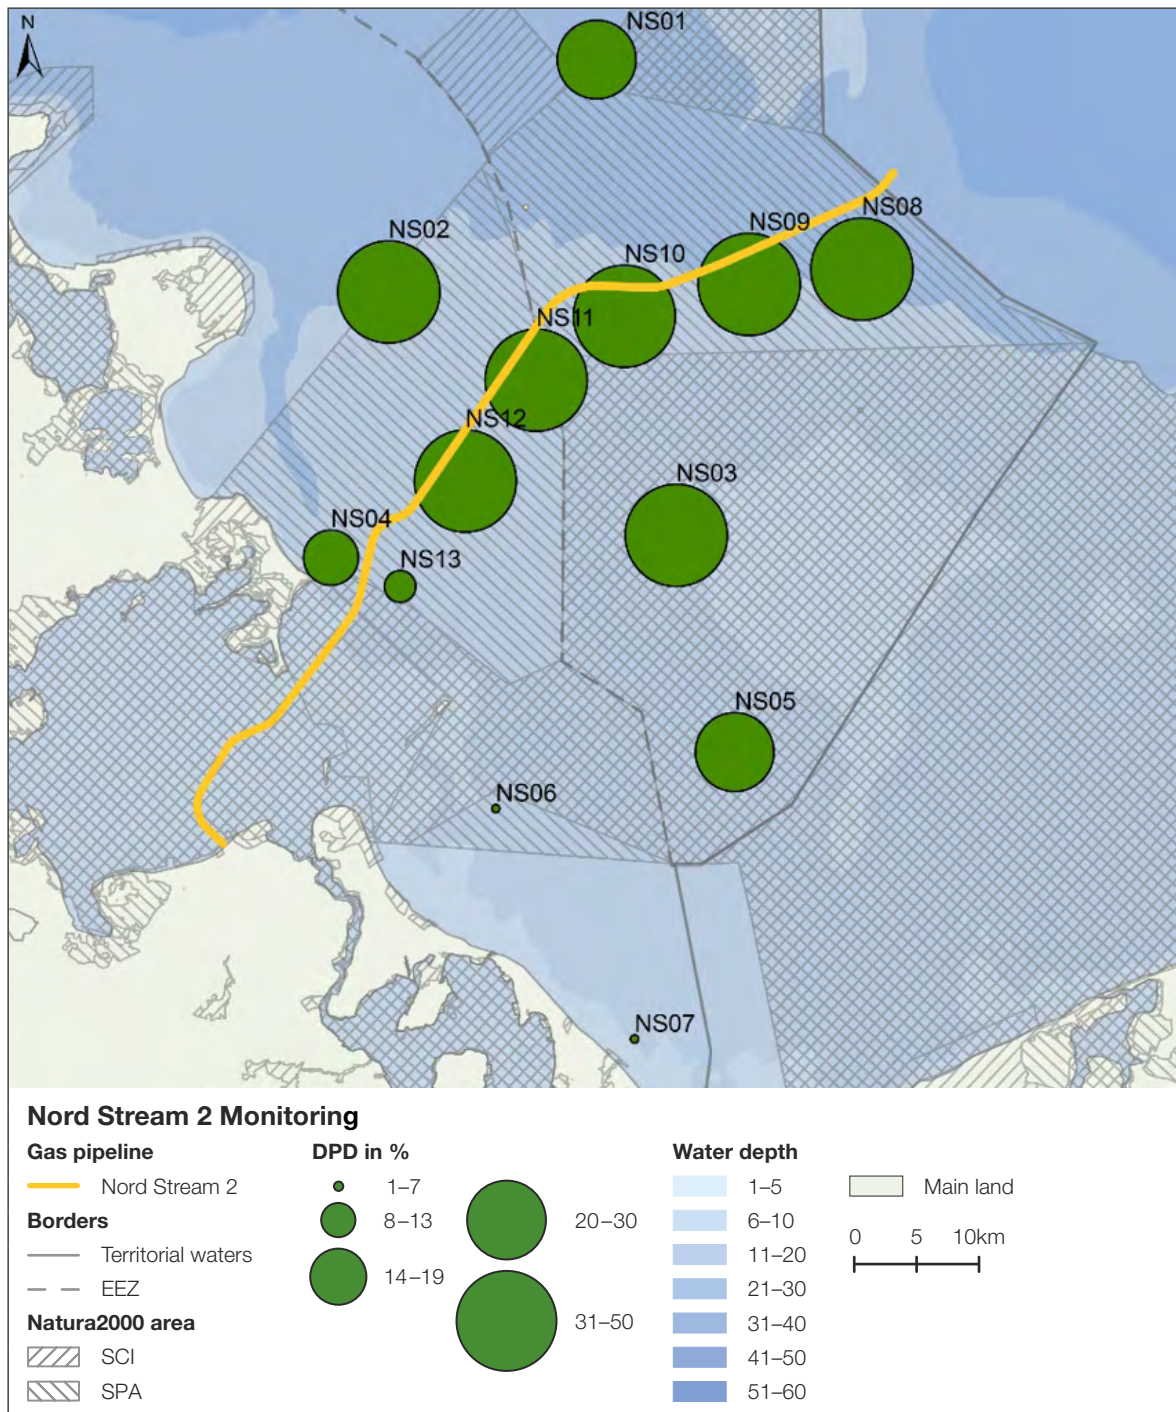 N
NS01
NS02
NS09
NS08
NS10
NS11
NS12
NS03
NS04
NS13
NS05
NS06
NS07
Nord Stream 2 Monitoring
Gas pipeline
Nord Stream 2
Borders
Territorial waters
EEZ
Natura2000 area
SCI
SPA
DPD in %
1–7
8–13
14–19
20–30
31–50
Water depth
1–5
6–10
11–20
21–30
31–40
41–50
51–60
Main land
0 5 10km